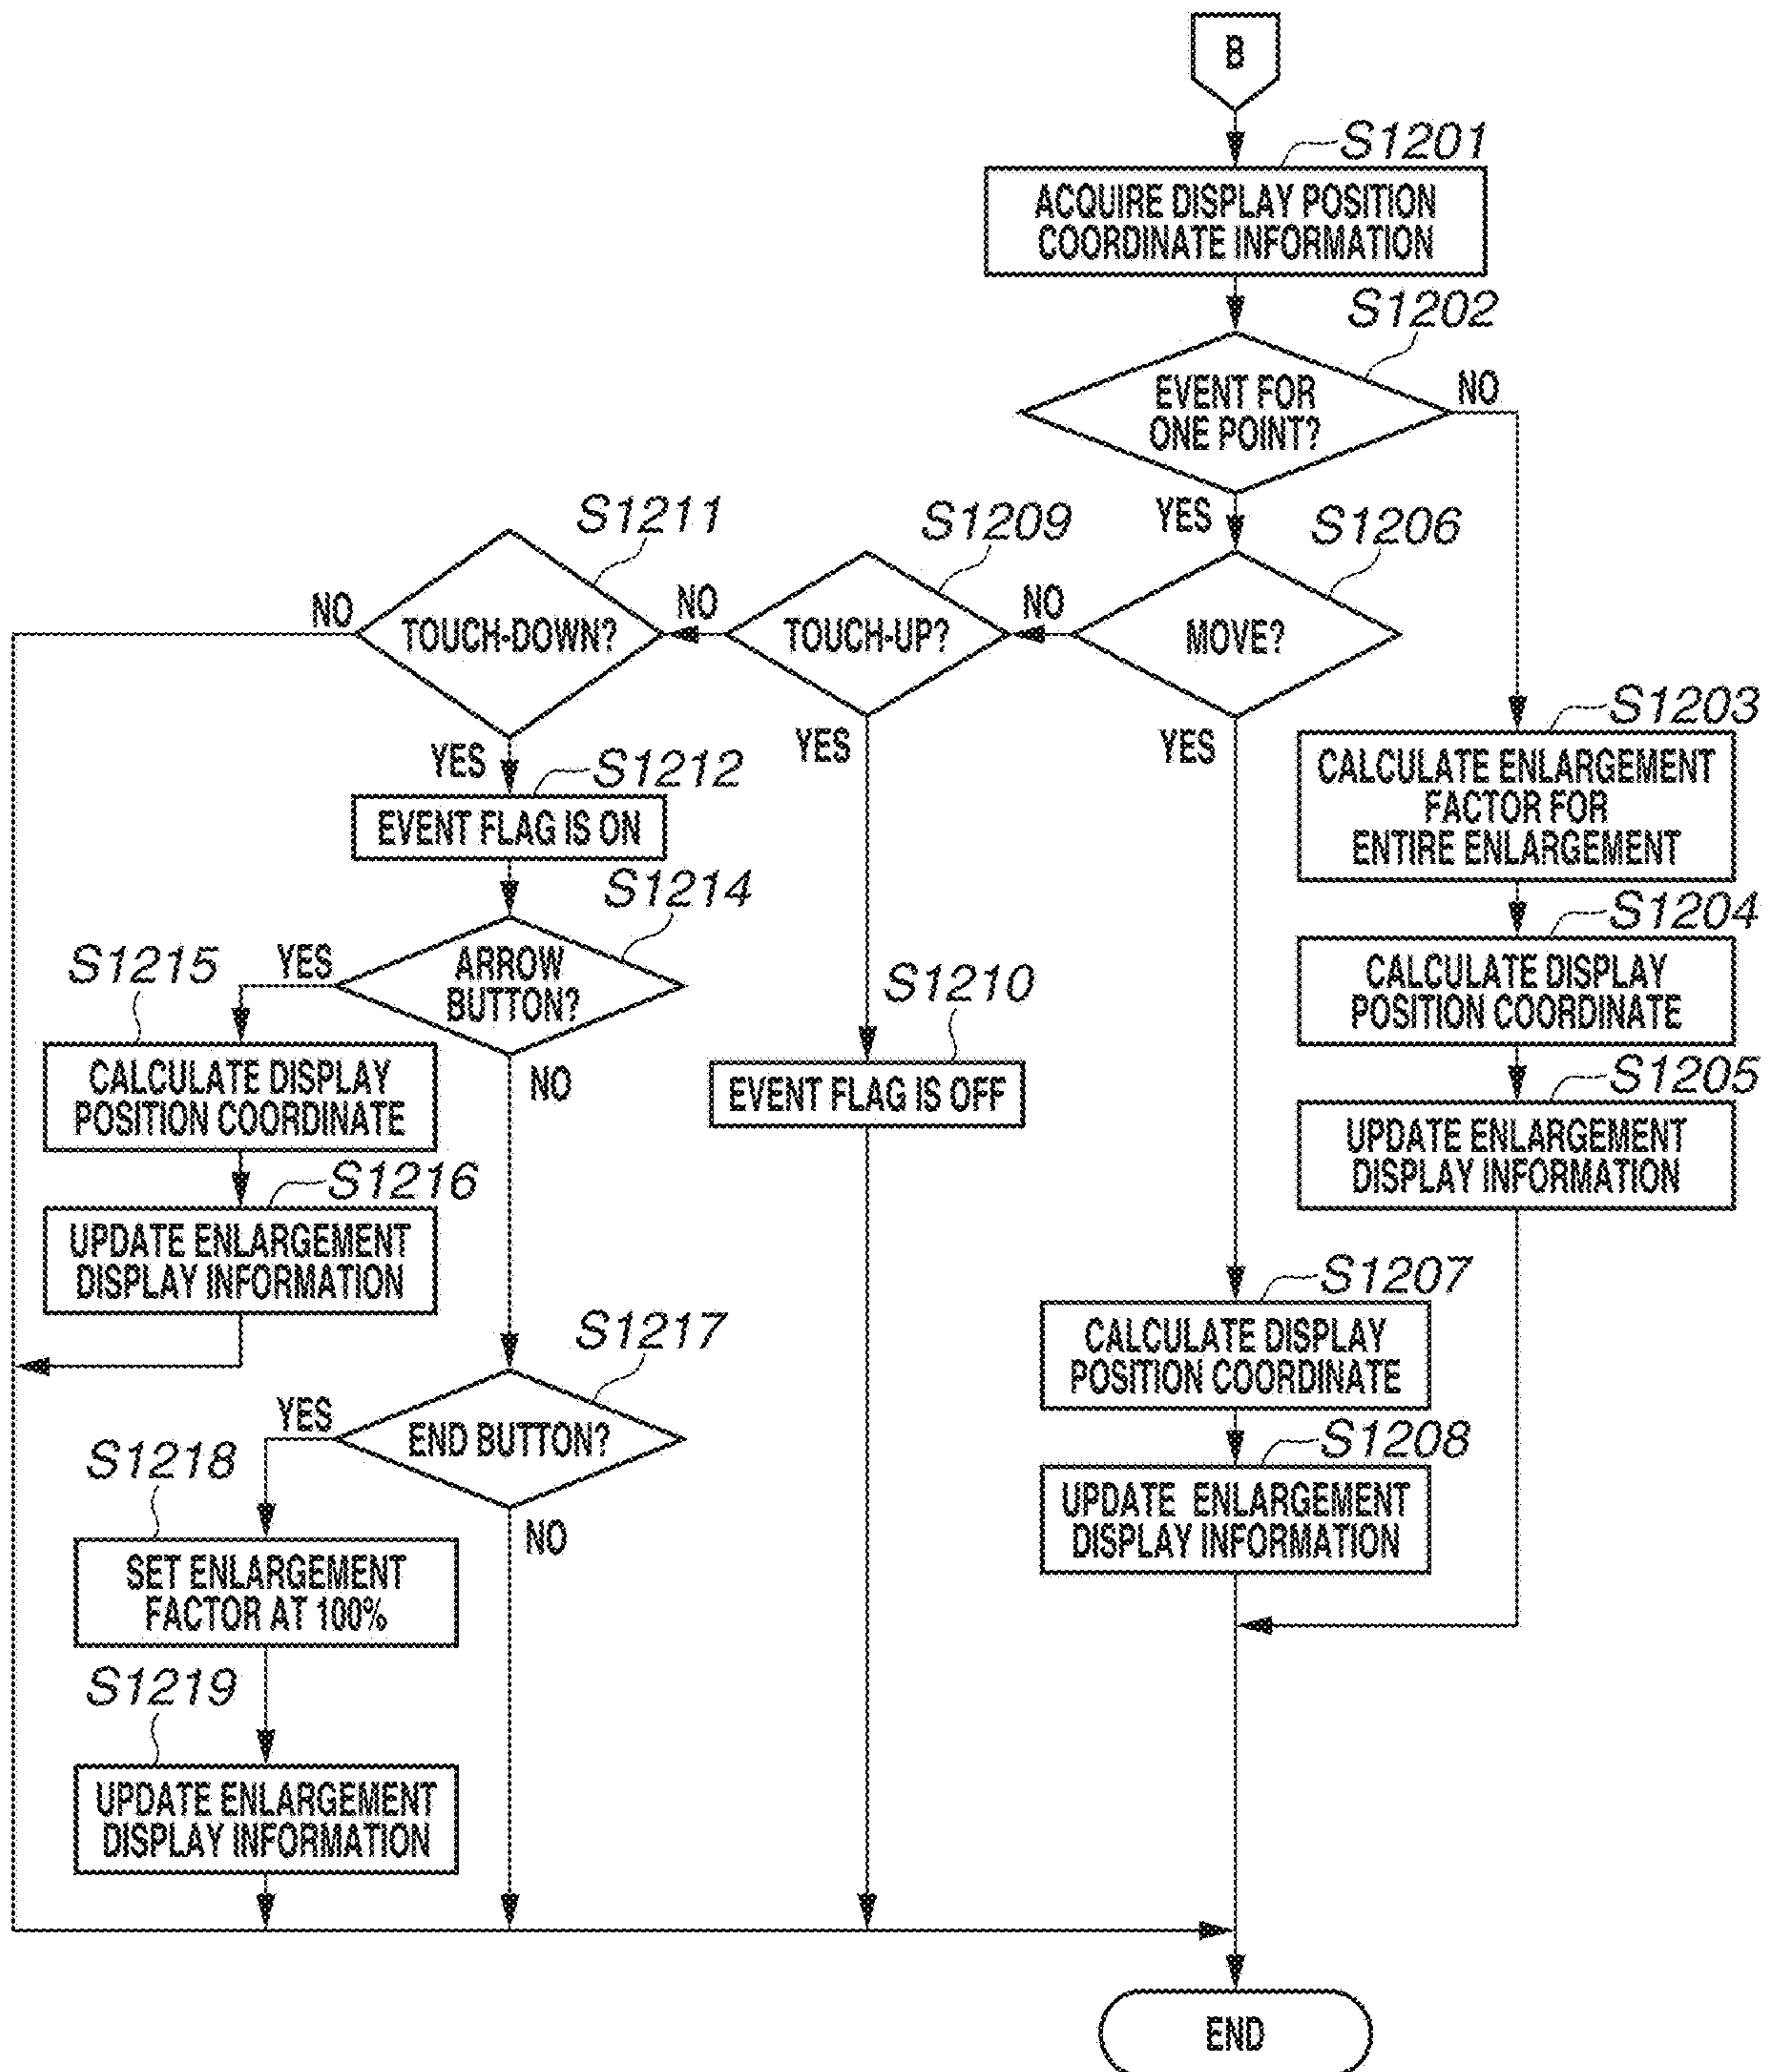 B
S1201
ACQUIRE DISPLAY POSITION
COORDINATE INFORMATION
S1202
EVENT FOR
ONE POINT?
NO
YES
S1206
MOVE?
NO
YES
S1209
TOUCH-UP?
NO
YES
S1211
TOUCH-DOWN?
NO
YES
S1203
CALCULATE ENLARGEMENT
FACTOR FOR
ENTIRE ENLARGEMENT
S1204
CALCULATE DISPLAY
POSITION COORDINATE
S1205
UPDATE ENLARGEMENT
DISPLAY INFORMATION
S1212
EVENT FLAG IS ON
S1214
ARROW
BUTTON?
YES
NO
S1215
CALCULATE DISPLAY
POSITION COORDINATE
S1216
UPDATE ENLARGEMENT
DISPLAY INFORMATION
S1210
EVENT FLAG IS OFF
S1207
CALCULATE DISPLAY
POSITION COORDINATE
S1208
UPDATE ENLARGEMENT
DISPLAY INFORMATION
S1217
END BUTTON?
YES
NO
S1218
SET ENLARGEMENT
FACTOR AT 100%
S1219
UPDATE ENLARGEMENT
DISPLAY INFORMATION
END